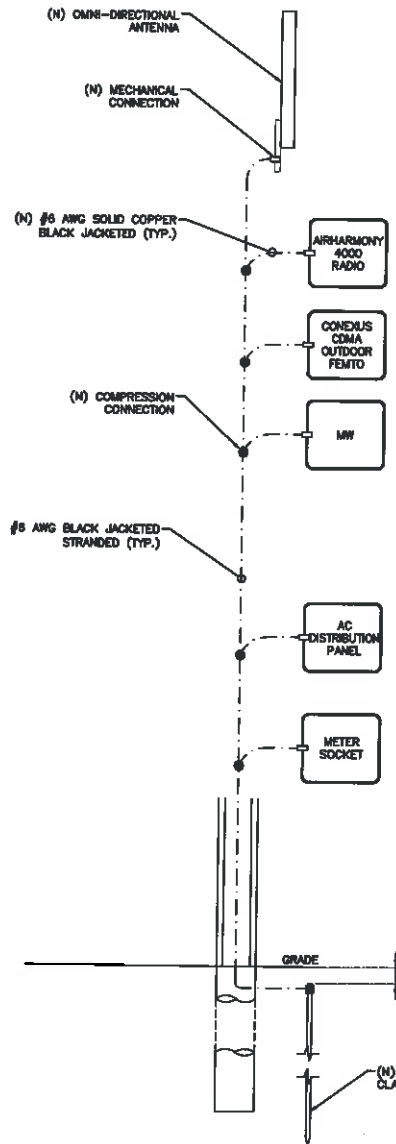 (N) OMNI-DIRECTIONAL
ANTENNA
(N) MECHANICAL
CONNECTION
(N) #6 AWG SOLID COPPER
BLACK JACKETED (TYP.)
AIRHARMONY
4000
RADIO
CONEXUS
CDMA
OUTDOOR
FEMTO
(N) COMPRESSION
CONNECTION
MW
#6 AWG BLACK JACKETED
STRANDED (TYP.)
AC
DISTRIBUTION
PANEL
METER
SOCKET
GRADE
(N)
CLA